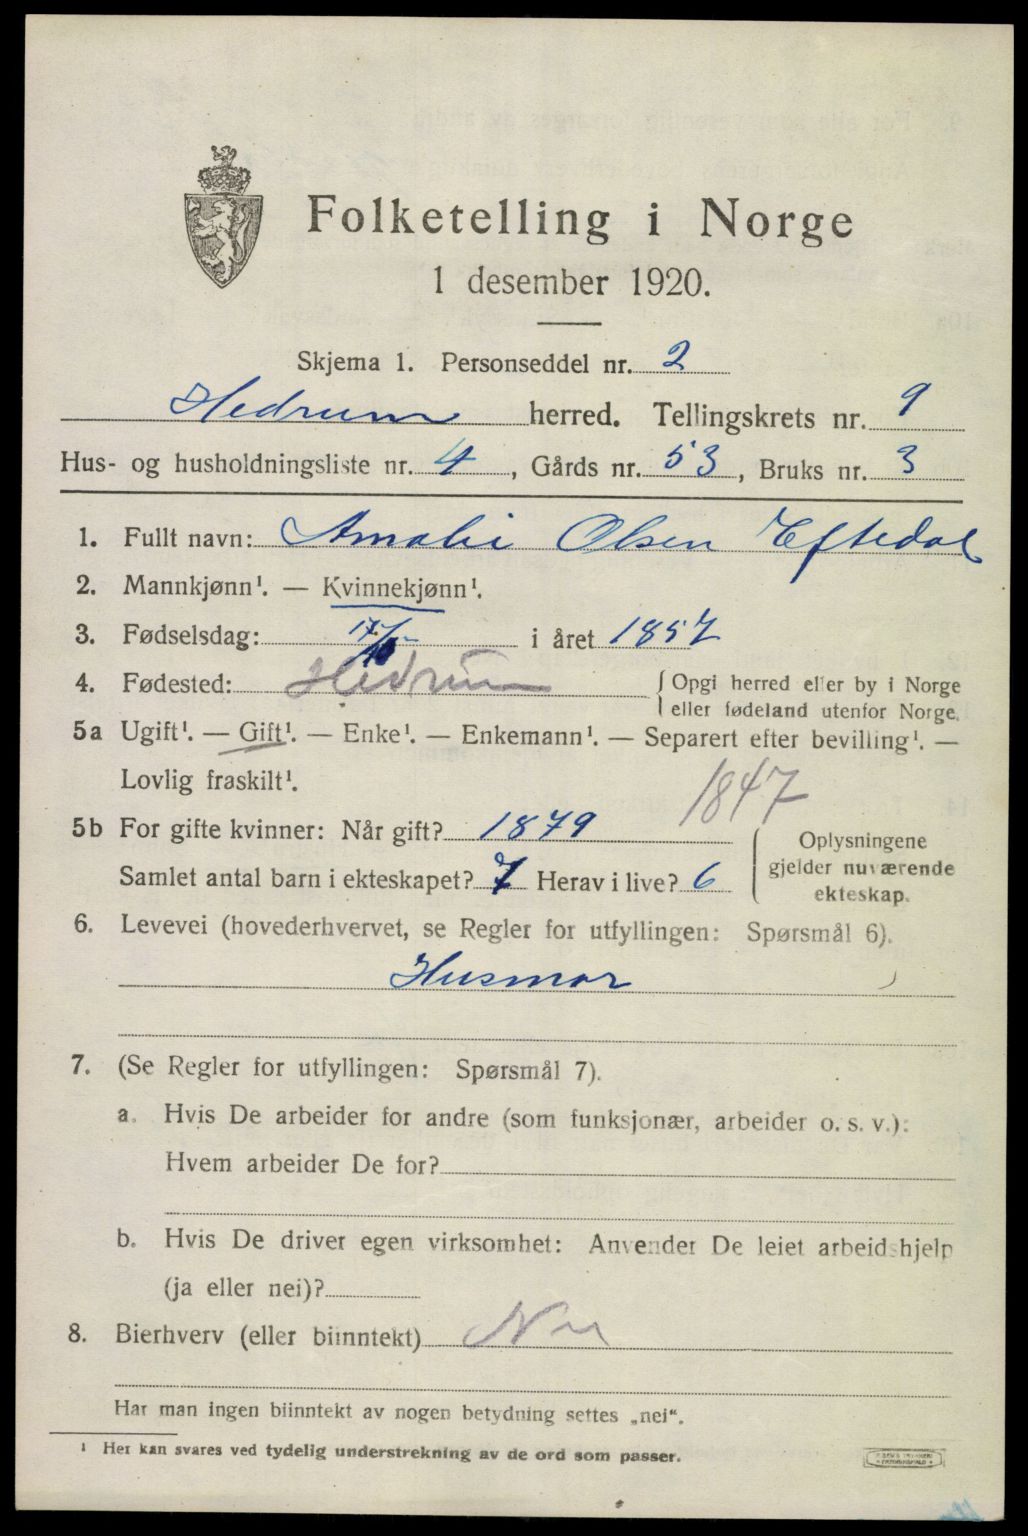 Folketelling i Norge
1 desember 1920.
Skjema 1. Personseddel nr. 2
Hedrum herred. Tellingskrets nr. 9
Hus- og husholdningsliste nr. 4, Gårds nr. 53, Bruks nr. 3
1. Fullt navn: Amalie Olsen Eftedal
2. Mannkjønn¹. — Kvinnekjønn¹.
3. Fødselsdag: 17/10 i året 1857
4. Fødested: Hedrum { Opgi herred eller by i Norge
eller fødeland utenfor Norge.
5a Ugift¹. — Gift¹. — Enke¹. — Enkemann¹. — Separert efter bevilling¹. —
Lovlig fraskilt¹.
1847
5b For gifte kvinner: Når gift? 1879
Samlet antal barn i ekteskapet? 7 Herav i live? 6
{ Oplysningene
gjelder nuværende
ekteskap.
6. Levevei (hovederhvervet, se Regler for utfyllingen: Spørsmål 6).
Husmor
7. (Se Regler for utfyllingen: Spørsmål 7).
a. Hvis De arbeider for andre (som funksjonær, arbeider o. s. v.):
Hvem arbeider De for?
b. Hvis De driver egen virksomhet: Anvender De leiet arbeidshjelp
(ja eller nei)?
8. Bierhverv (eller biinntekt) Nei
Har man ingen biinntekt av nogen betydning settes „nei“.
¹ Her kan svares ved tydelig understrekning av de ord som passer.